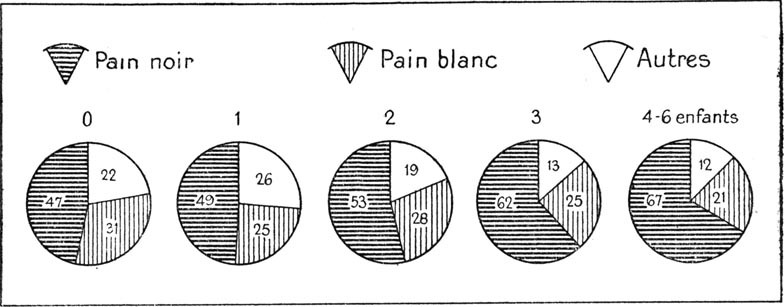 Pain noir Pain blanc Autres
0 1 2 3 4-6 enfants
22 26 19 13 12
47 49 53 62 67
31 25 28 25 21